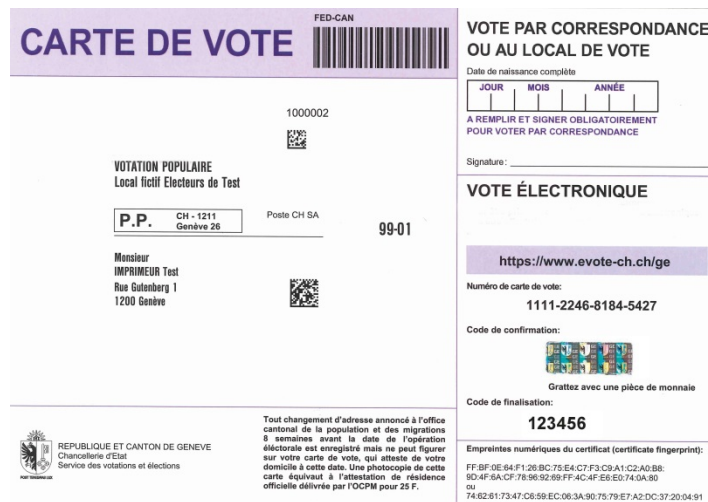 FED-CAN
CARTE DE VOTE
1000002
VOTATION POPULAIRE
Local fictif Electeurs de Test
P.P.
CH - 1211
Genève 26
Poste CH SA
99-01
Monsieur
IMPRIMEUR Test
Rue Gutenberg 1
1200 Genève
POST TENEBRAS LUX
REPUBLIQUE ET CANTON DE GENEVE
Chancellerie d'Etat
Service des votations et élections
Tout changement d'adresse annoncé à l'office
cantonal de la population et des migrations
8 semaines avant la date de l'opération
électorale est enregistré mais ne peut figurer
sur votre carte de vote, qui atteste de votre
domicile à cette date. Une photocopie de cette
carte équivaut à l'attestation de résidence
officielle délivrée par l'OCPM pour 25 F.
VOTE PAR CORRESPONDANCE
OU AU LOCAL DE VOTE
Date de naissance complète
JOUR MOIS ANNÉE
A REMPLIR ET SIGNER OBLIGATOIREMENT
POUR VOTER PAR CORRESPONDANCE
Signature:
VOTE ÉLECTRONIQUE
https://www.evote-ch.ch/ge
Numéro de carte de vote:
1111-2246-8184-5427
Code de confirmation:
Grattez avec une pièce de monnaie
Code de finalisation:
123456
Empreintes numériques du certificat (certificate fingerprint):
FF:BF:0E:64:F1:26:BC:75:E4:C7:F3:C9:A1:C2:A0:B8:
9D:4F:6A:CF:78:96:92:69:FF:4C:4F:E6:E0:74:0A:80
ou
74:62:61:73:47:C6:59:EC:06:3A:90:75:79:E7:A2:DC:37:20:04:91